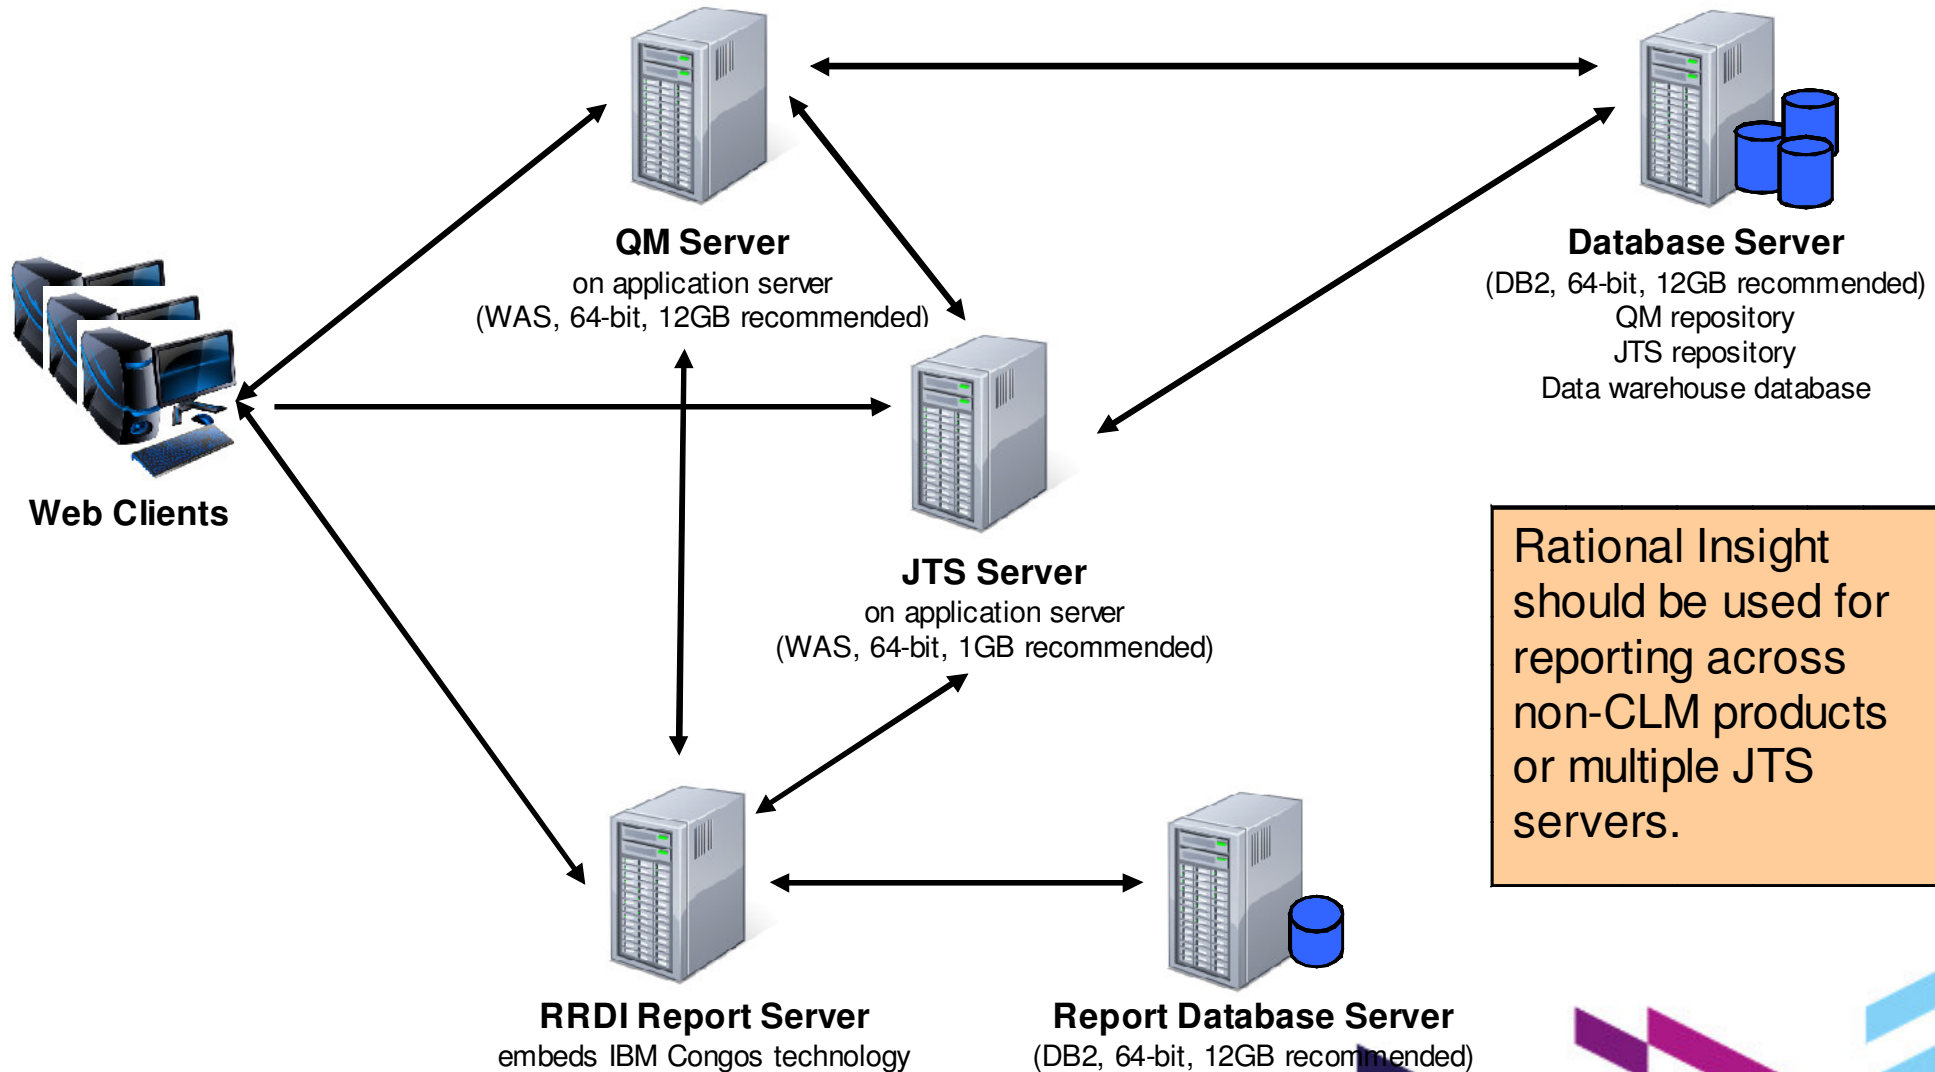 QM Server
on application server
(WAS, 64-bit, 12GB recommended)
Database Server
(DB2, 64-bit, 12GB recommended)
QM repository
JTS repository
Data warehouse database
Web Clients
JTS Server
on application server
(WAS, 64-bit, 1GB recommended)
Rational Insight
should be used for
reporting across
non-CLM products
or multiple JTS
servers.
RRDI Report Server
embeds IBM Congos technology
Report Database Server
(DB2, 64-bit, 12GB recommended)